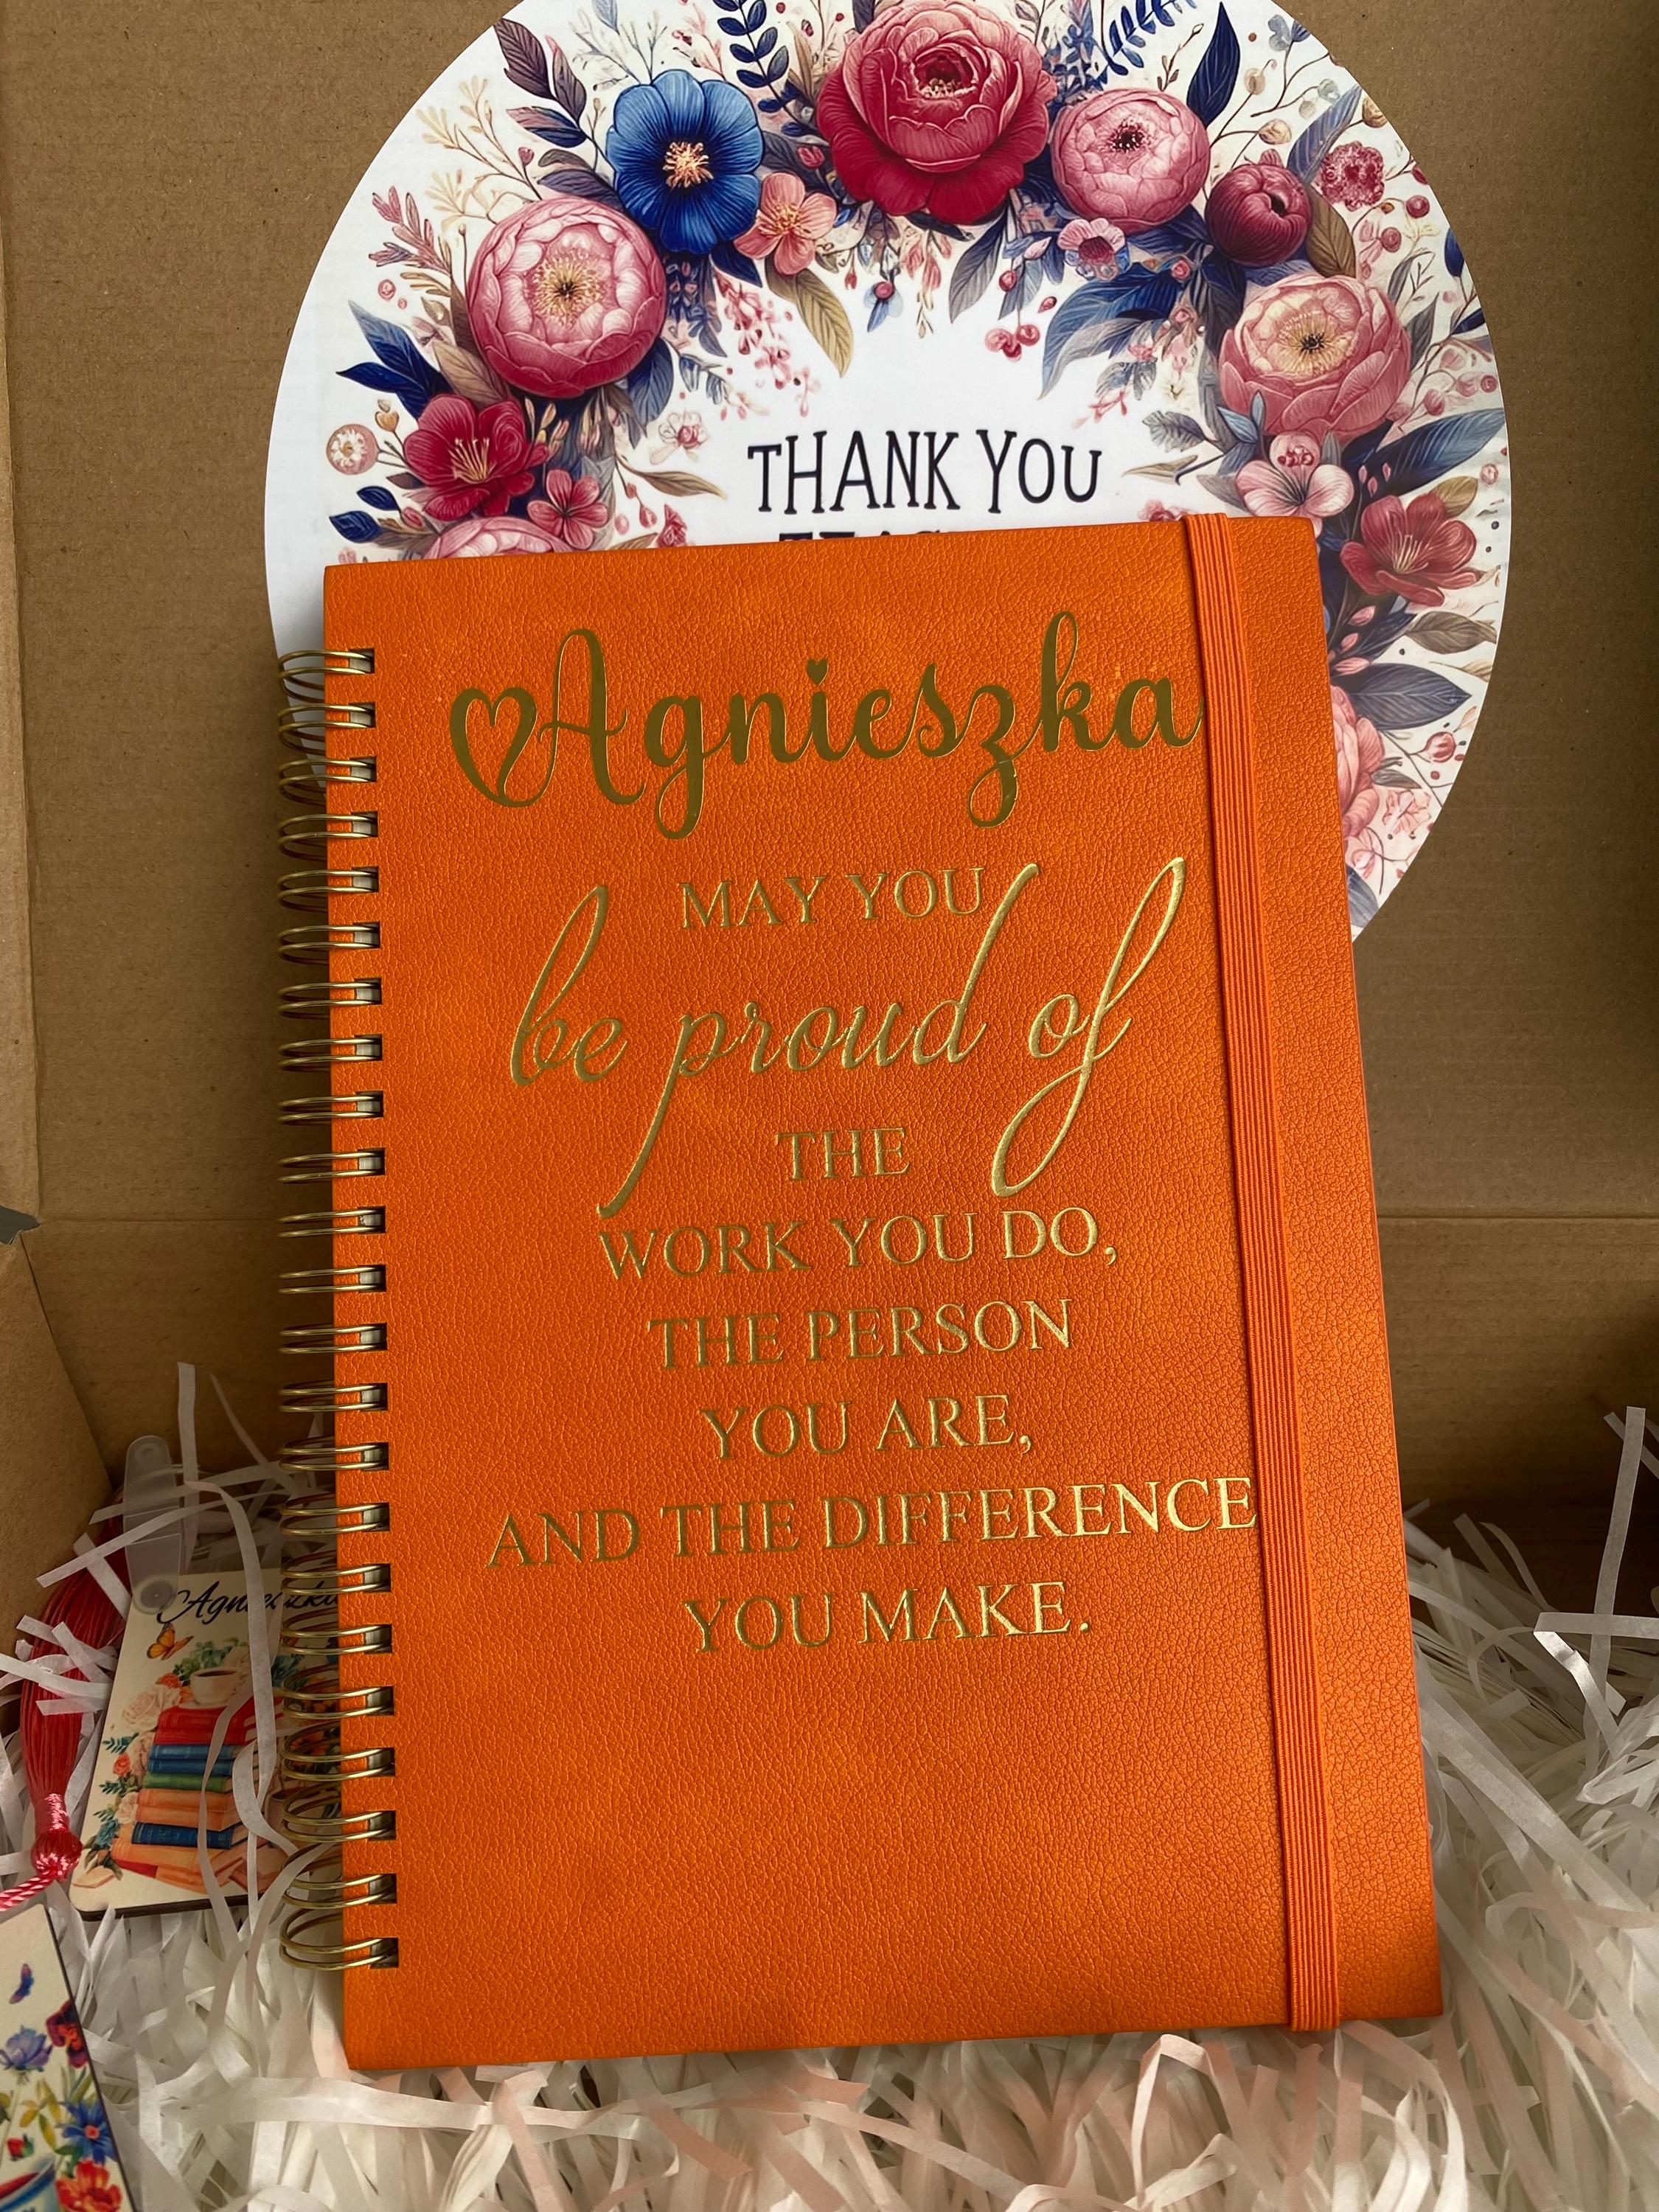 THANK YOU
Agnieszka
MAY YOU
be proud of
THE
WORK YOU DO,
THE PERSON
YOU ARE,
AND THE DIFFERENCE
YOU MAKE.
Agnieszka